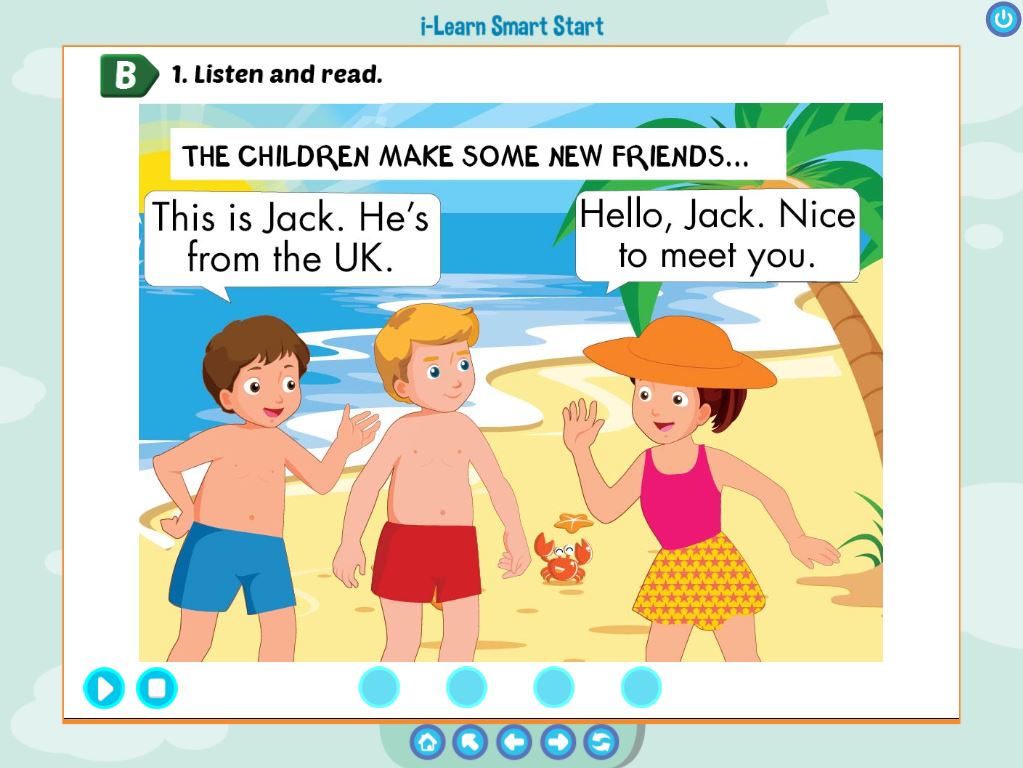 i-Learn Smart Start
B 1. Listen and read.
THE CHILDREN MAKE SOME NEW FRIENDS...
This is Jack. He's
from the UK.
Hello, Jack. Nice
to meet you.